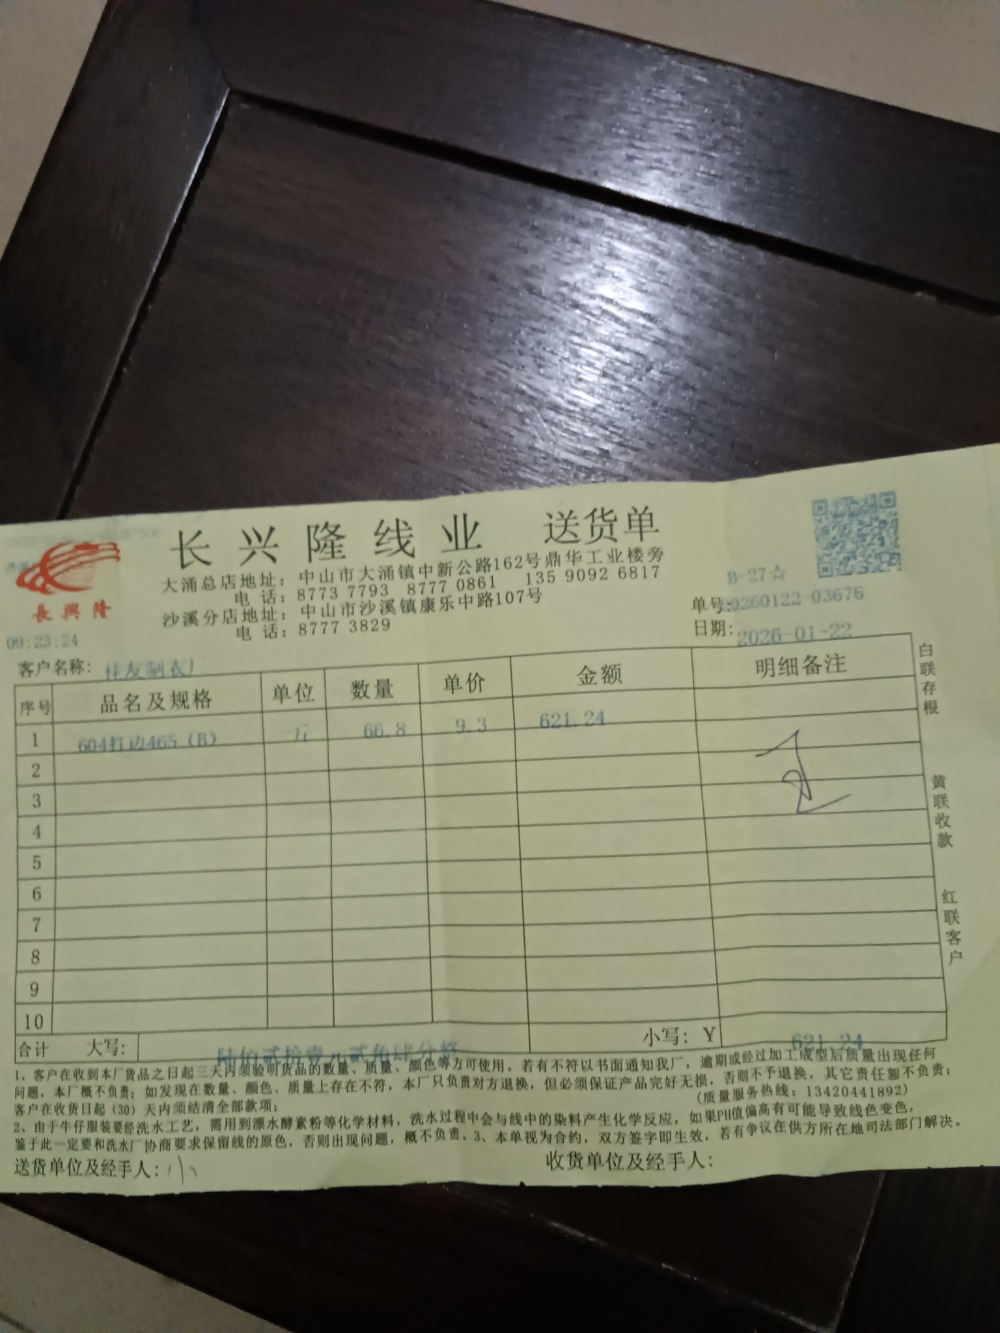 長興隆
长兴隆线业 送货单
大涌总店地址：中山市大涌镇中新公路162号鼎华工业楼旁
电话：8773 7793 8777 0861 135 9092 6817
沙溪分店地址：中山市沙溪镇康乐中路107号
电话：8777 3829
B-27☆
单号:20260122-03676
日期: 2026-01-22
09:23:24
客户名称: 佳友制衣厂
序号 品名及规格 单位 数量 单价 金额 明细备注
1 604打边465（B） 66.8 9.3 621.24
2
3
4
5
6
7
8
9
10
合计 大写: 陆佰贰拾壹元贰角肆分整 小写: Y 621.24
白联存根 黄联收款 红联客户
1、客户在收到本厂货品之日起三天内须验明货品的数量、质量、颜色等方可使用。若有不符以书面通知我厂，逾期或经过加工成型后质量出现任何
问题，本厂概不负责；如发现在数量、颜色、质量上存在不符，本厂只负责对方退换，但必须保证产品完好无损，否则不予退换，其它责任恕不负责；
客户在收货日起（30）天内须结清全部款项； （质量服务热线：13420441892）
2、由于牛仔服装要经洗水工艺，需用到漂水酵素粉等化学材料，洗水过程中会与线中的染料产生化学反应，如果PH值偏高有可能导致线色变色，
鉴于此一定要和洗水厂协商要求保留线的原色，否则出现问题，概不负责。3、本单视为合约，双方签字即生效，若有争议在供方所在地司法部门解决。
送货单位及经手人: 收货单位及经手人: